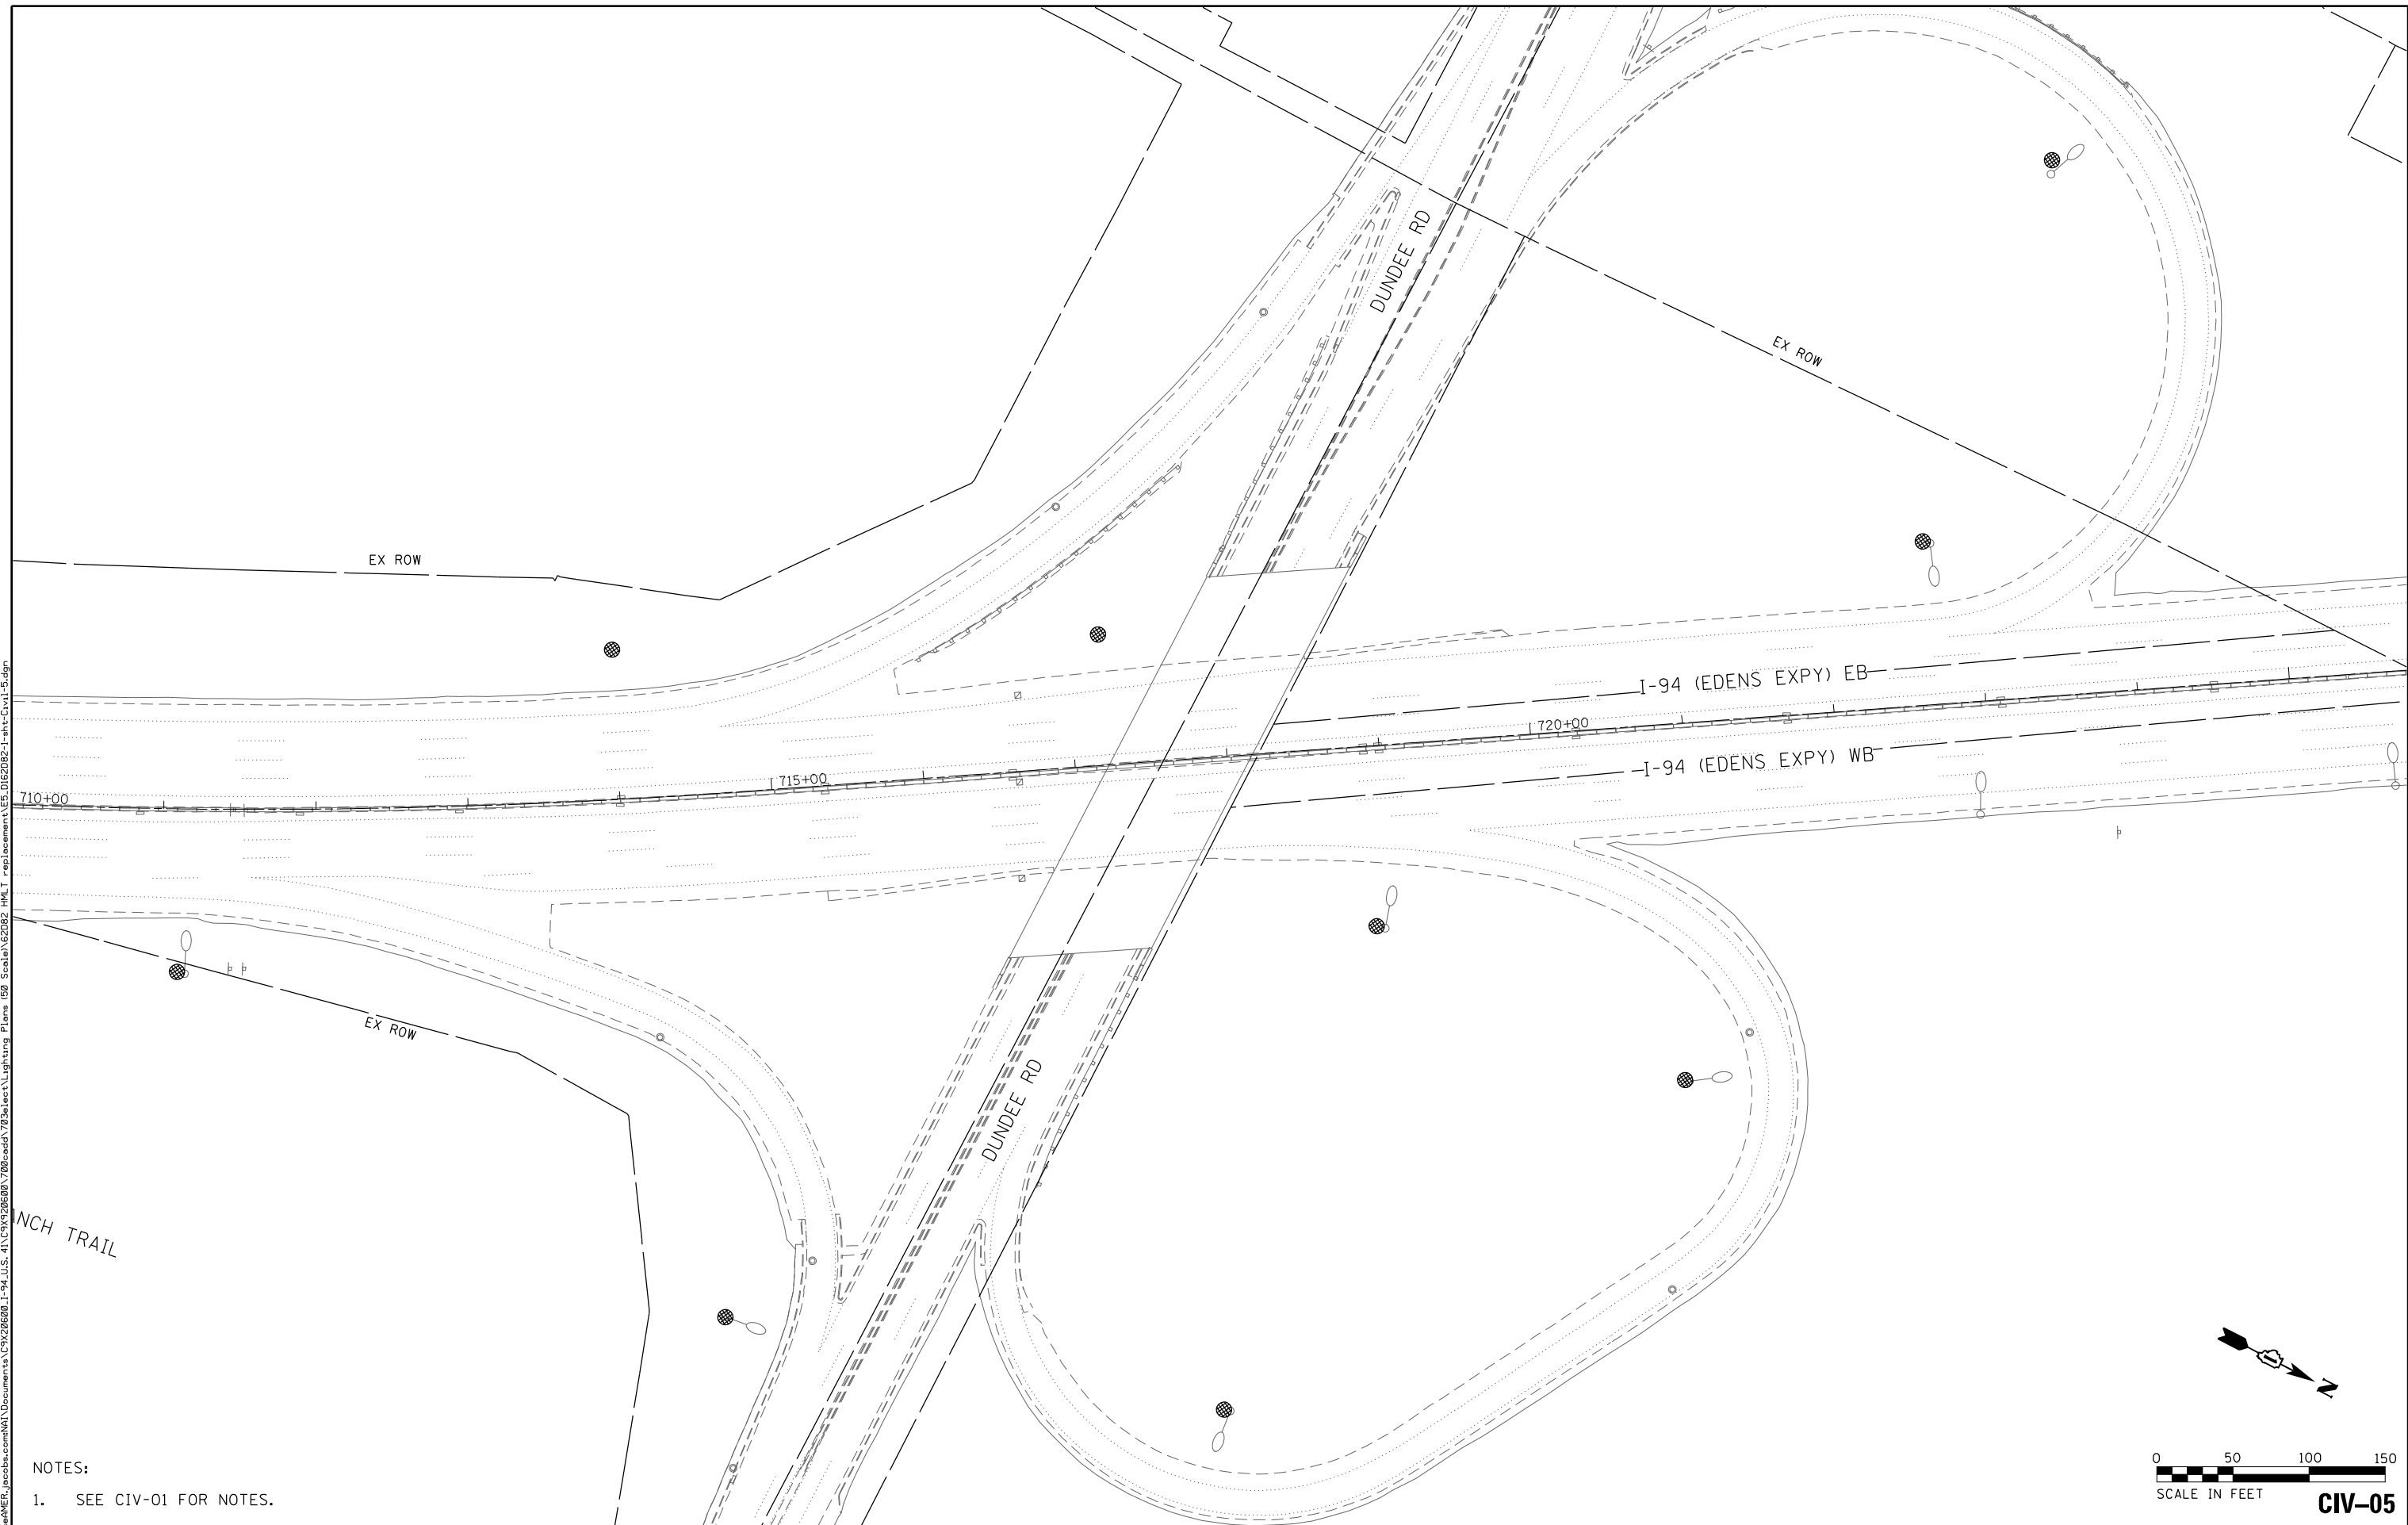 DUNDEE RD
EX ROW
EX ROW
I-94 (EDENS EXPY) EB
720+00
I-94 (EDENS EXPY) WB
715+00
710+00
EX ROW
DUNDEE RD
INCH TRAIL
N
NOTES:
1. SEE CIV-01 FOR NOTES.
0 50 100 150
SCALE IN FEET
CIV-05